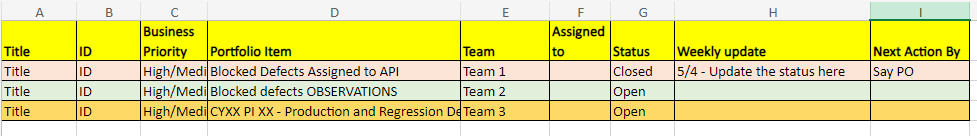 A B C D E F G H I
Business Assigned
Title ID Priority Portfolio Item Team to Status Weekly update Next Action By
Title ID High/Medi Blocked Defects Assigned to API Team 1 Closed 5/4 - Update the status here Say PO
Title ID High/Medi Blocked defects OBSERVATIONS Team 2 Open
Title ID High/Medi CYXX PI XX - Production and Regression De Team 3 Open